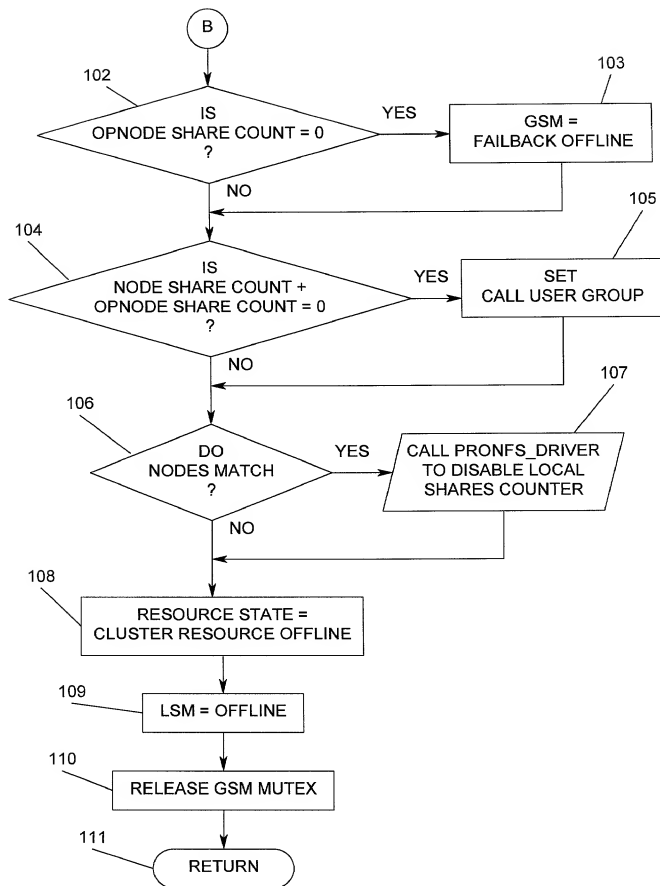 B
102
IS
OPNODE SHARE COUNT = 0
?
YES
103
GSM =
FAILBACK OFFLINE
NO
104
IS
NODE SHARE COUNT +
OPNODE SHARE COUNT = 0
?
YES
105
SET
CALL USER GROUP
NO
106
DO
NODES MATCH
?
YES
107
CALL PRONFS_DRIVER
TO DISABLE LOCAL
SHARES COUNTER
NO
108
RESOURCE STATE =
CLUSTER RESOURCE OFFLINE
109
LSM = OFFLINE
110
RELEASE GSM MUTEX
111
RETURN